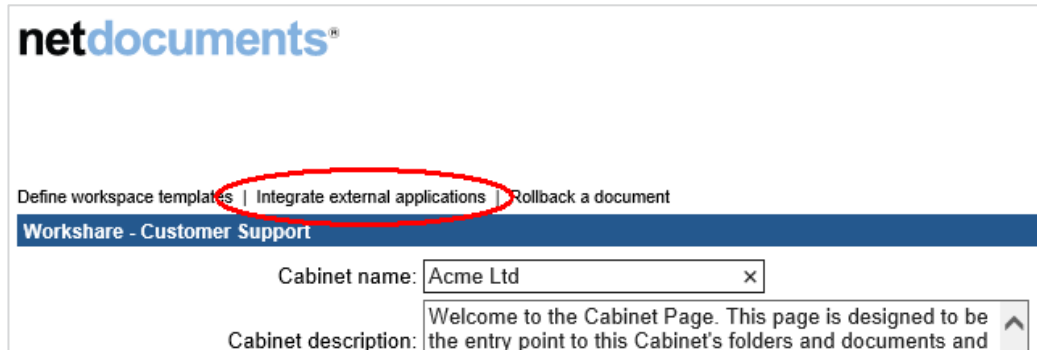 netdocuments®
Define workspace templates | Integrate external applications | Rollback a document
Workshare - Customer Support
Cabinet name: Acme Ltd ×
Welcome to the Cabinet Page. This page is designed to be
Cabinet description: the entry point to this Cabinet's folders and documents and